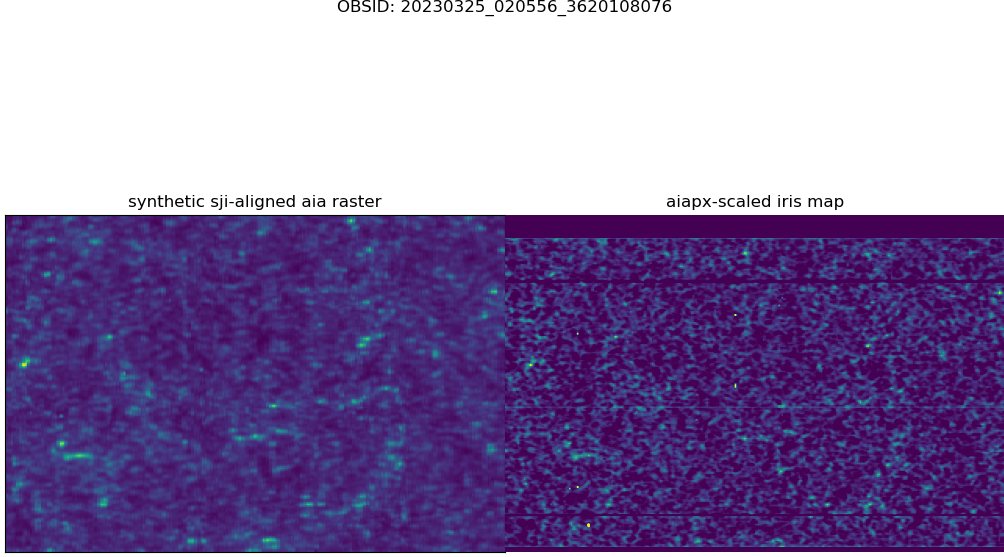 OBSID: 20230325_020556_3620108076
synthetic sji-aligned aia raster
aiapx-scaled iris map